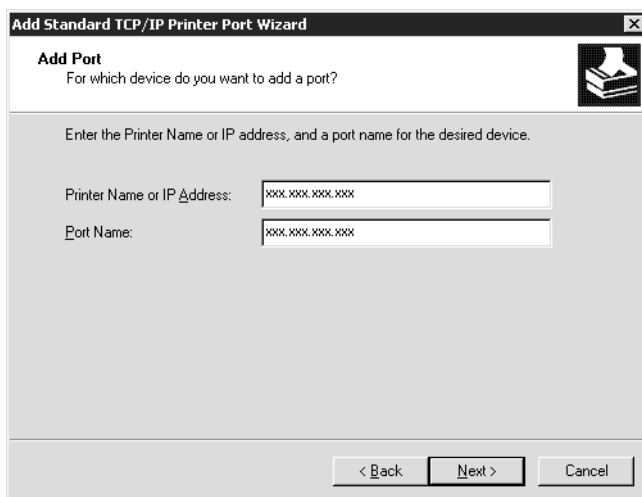 Add Standard TCP/IP Printer Port Wizard
Add Port
For which device do you want to add a port?
Enter the Printer Name or IP address, and a port name for the desired device.
Printer Name or IP Address: xxx.xxx.xxx.xxx
Port Name: xxx.xxx.xxx.xxx
< Back Next > Cancel